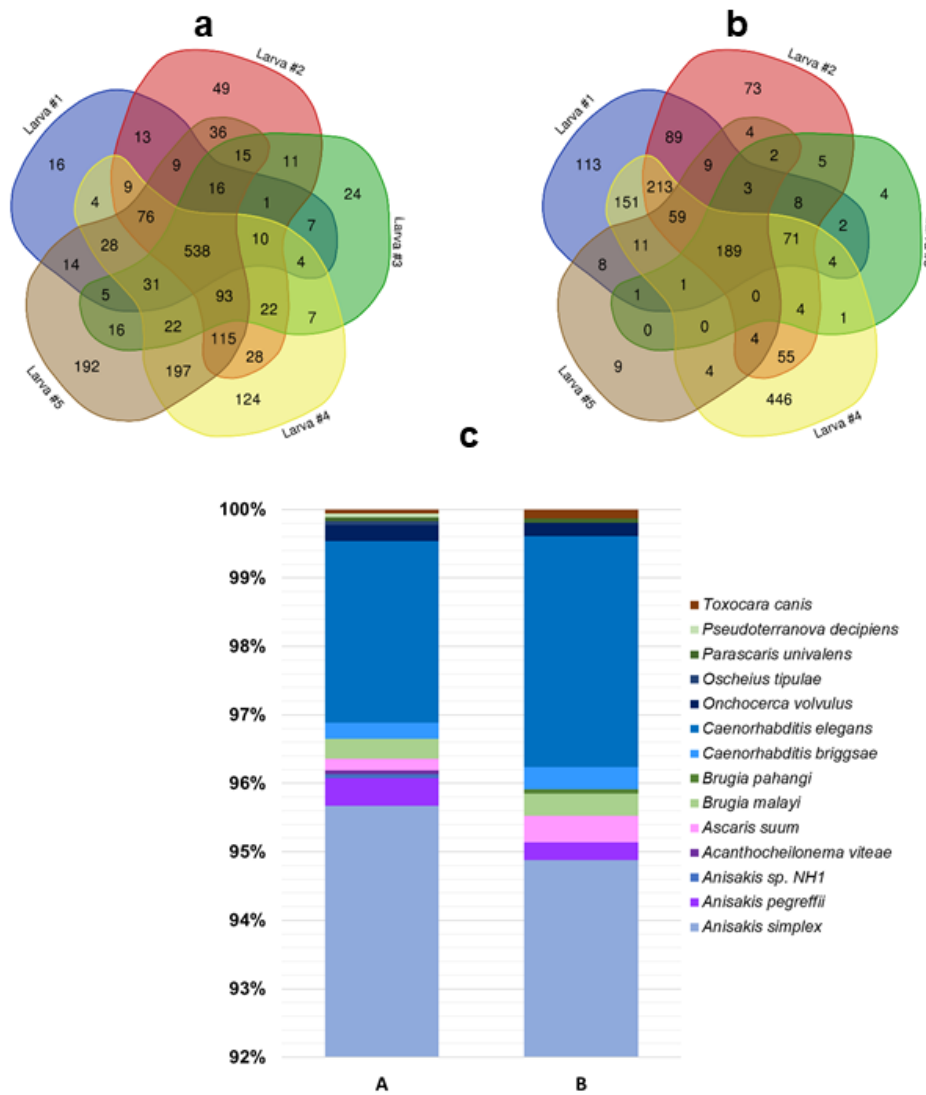 a
b
Larva #2
49
Larva #1
13
36
16
9
15
11
24
16
9
1
7
4
76
10
Larva #3
538
4
28
14
31
93
5
22
7
22
16
115
28
192
197
124
Larva #5
Larva #4
Larva #2
73
Larva #1
89
4
113
9
2
5
4
3
213
8
2
151
59
71
189
4
11
8
1
0
1
4
1
0
0
4
55
9
4
446
Larva #5
Larva #4
c
100%
99%
98%
97%
96%
95%
94%
93%
92%
A
B
Toxocara canis
Pseudoterranova decipiens
Parascaris univalens
Oscheius tipulae
Onchocerca volvulus
Caenorhabditis elegans
Caenorhabditis briggsae
Brugia pahangi
Brugia malayi
Ascaris suum
Acanthocheilonema viteae
Anisakis sp. NH1
Anisakis pegreffii
Anisakis simplex